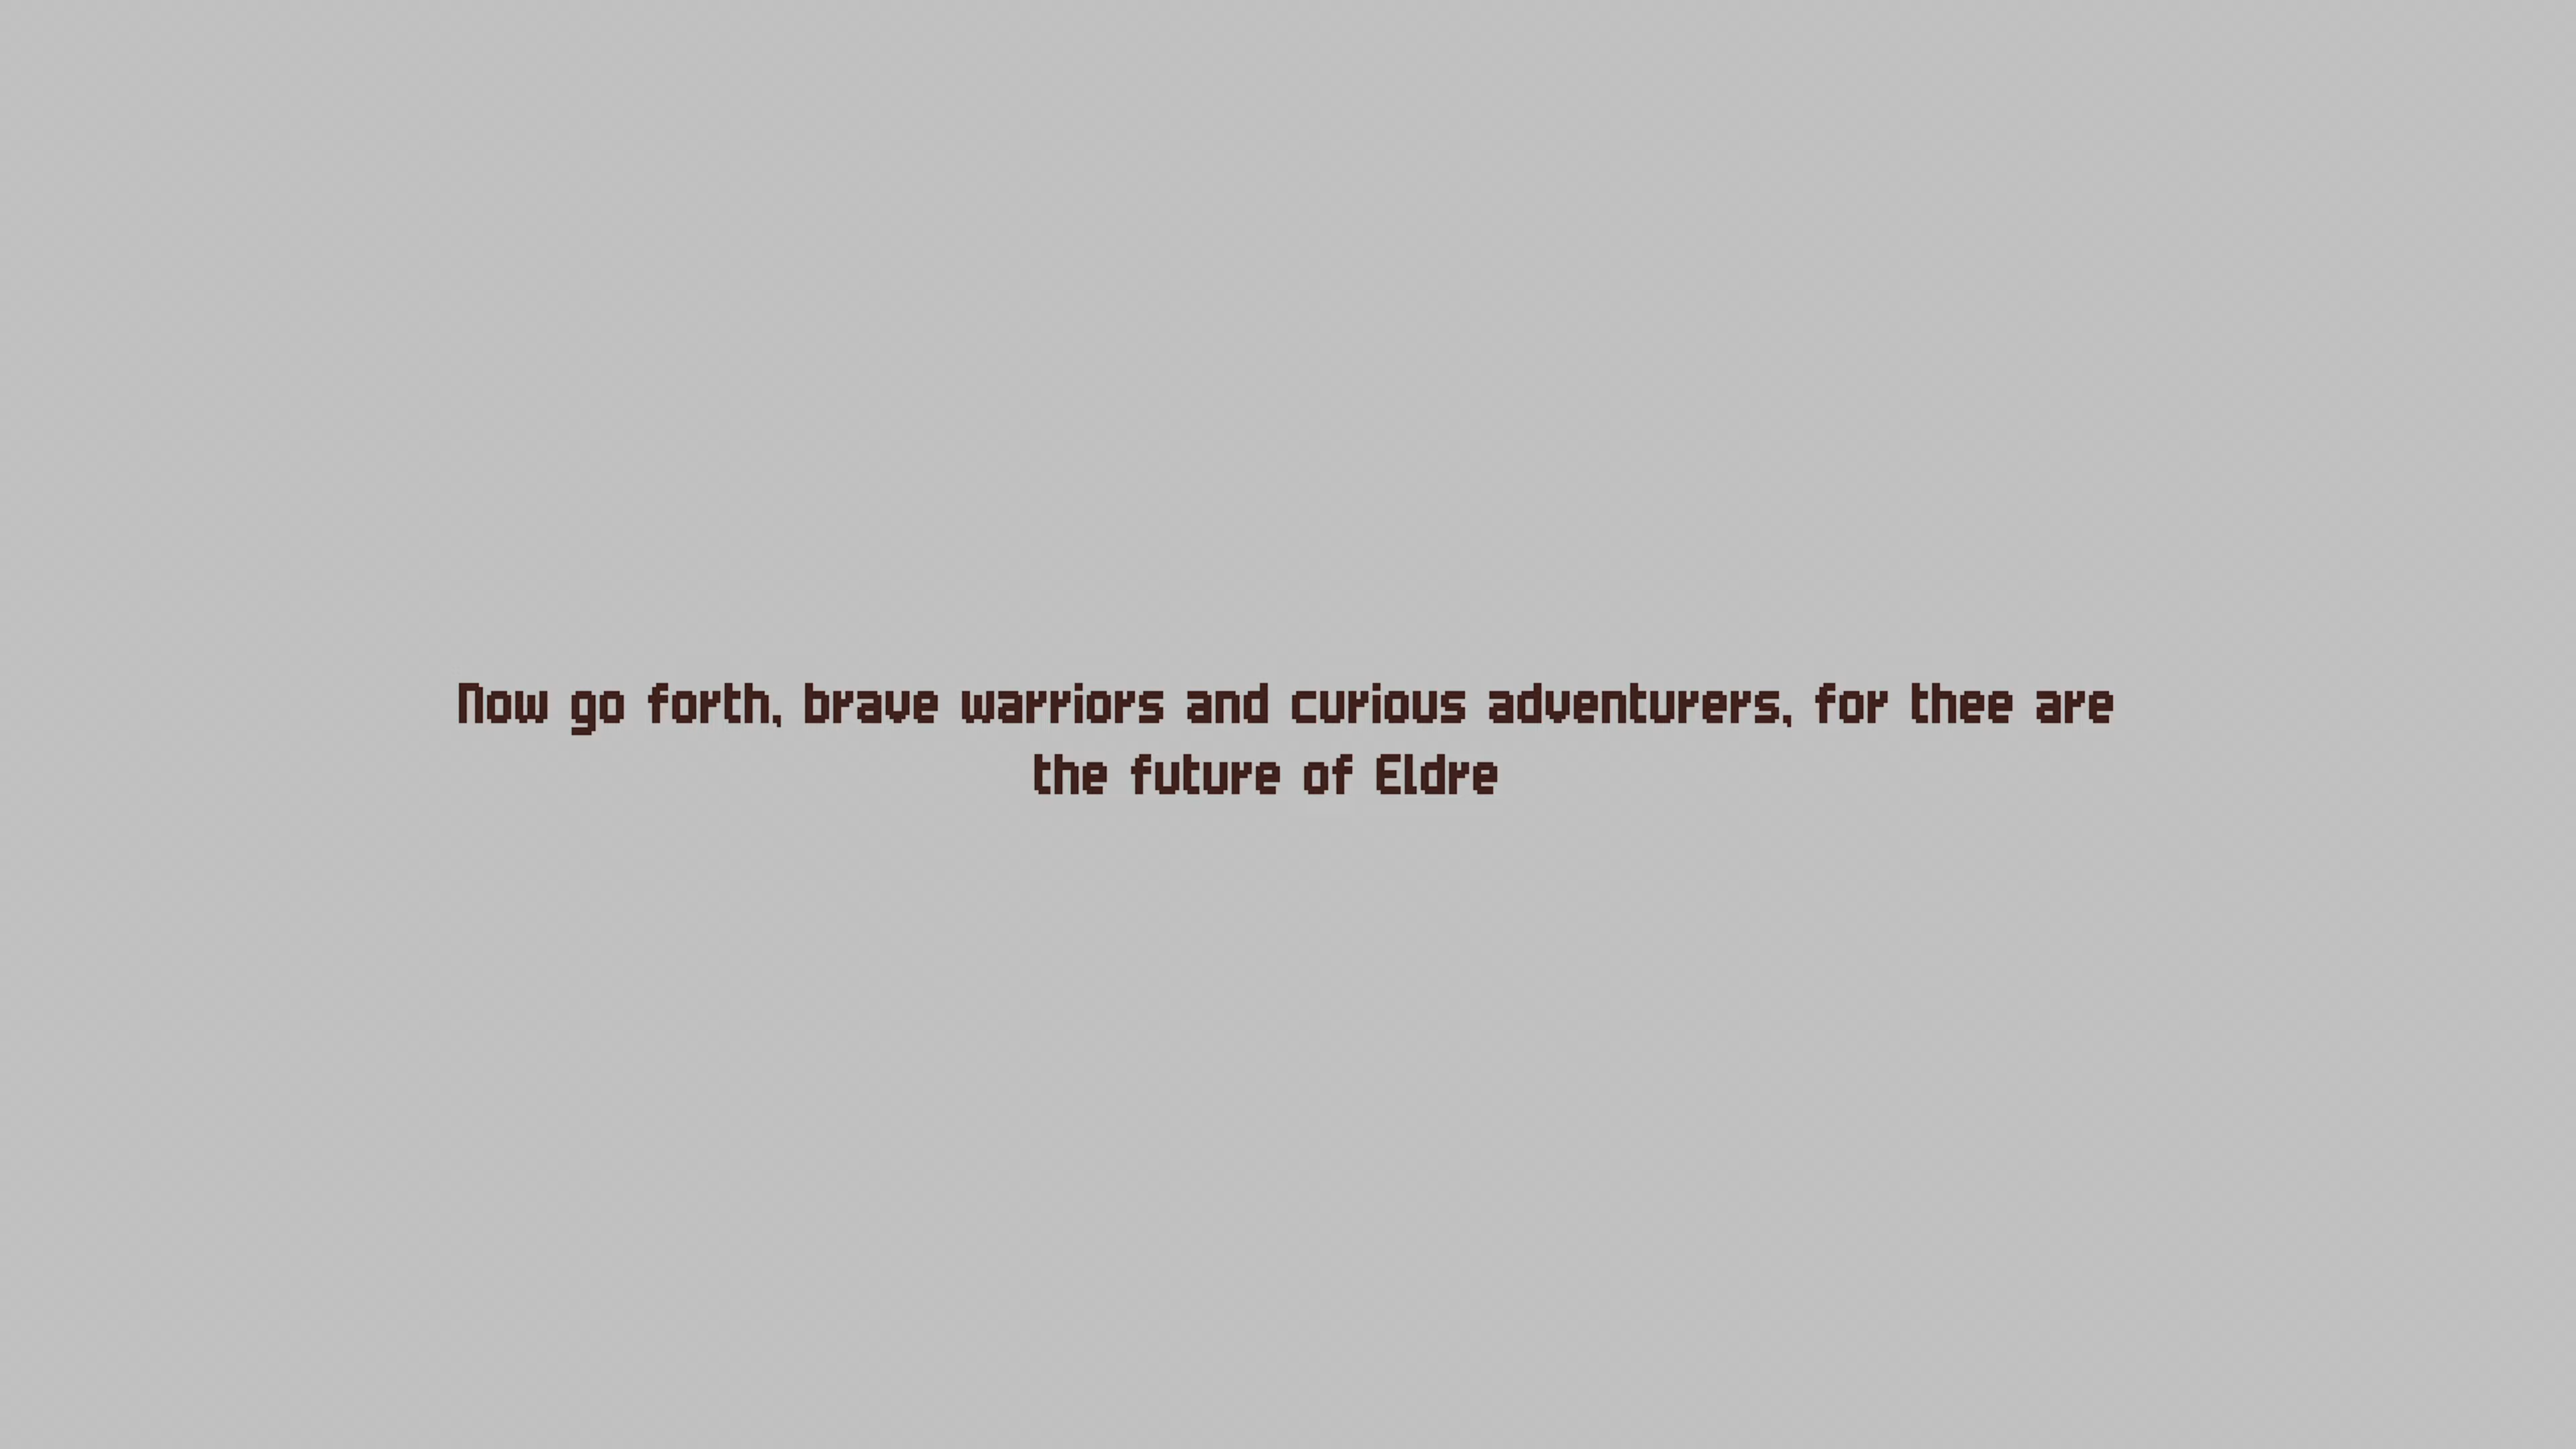 Now go forth, brave warriors and curious adventurers, for thee are
the future of Eldre